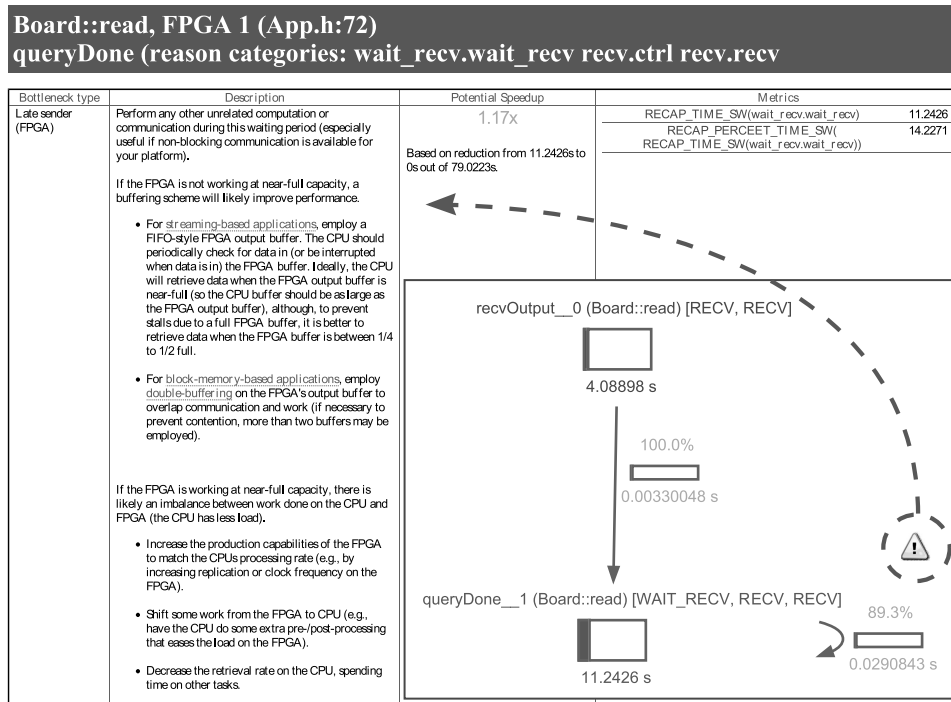 Board::read, FPGA 1 (App.h:72)
queryDone (reason categories: wait_recv.wait_recv recv.ctrl recv.recv
Bottleneck type
Description
Potential Speedup
Metrics
Late sender
(FPGA)
Perform any other unrelated computation or
communication during this waiting period (especially
useful if non-blocking communication is available for
your platform).
If the FPGA is not working at near-full capacity, a
buffering scheme will likely improve performance.
• For streaming-based applications, employ a
FIFO-style FPGA output buffer. The CPU should
periodically check for data in (or be interrupted
when data is in) the FPGA buffer. Ideally, the CPU
will retrieve data when the FPGA output buffer is
near-full (so the CPU buffer should be as large as
the FPGA output buffer), although, to prevent
stalls due to a full FPGA buffer, it is better to
retrieve data when the FPGA buffer is between 1/4
to 1/2 full.
• For block-memory-based applications, employ
double-buffering on the FPGA's output buffer to
overlap communication and work (if necessary to
prevent contention, more than two buffers may be
employed).
If the FPGA is working at near-full capacity, there is
likely an imbalance between work done on the CPU and
FPGA (the CPU has less load).
• Increase the production capabilities of the FPGA
to match the CPUs processing rate (e.g., by
increasing replication or clock frequency on the
FPGA).
• Shift some work from the FPGA to CPU (e.g.,
have the CPU do some extra pre-/post-processing
that eases the load on the FPGA).
• Decrease the retrieval rate on the CPU, spending
time on other tasks.
1.17x
Based on reduction from 11.2426s to
0s out of 79.0223s.
RECAP_TIME_SW(wait_recv.wait_recv) 11.2426
RECAP_PERCEET_TIME_SW( 14.2271
RECAP_TIME_SW(wait_recv.wait_recv))
recvOutput__0 (Board::read) [RECV, RECV]
4.08898 s
100.0%
0.00330048 s
!
queryDone__1 (Board::read) [WAIT_RECV, RECV, RECV]
89.3%
0.0290843 s
11.2426 s